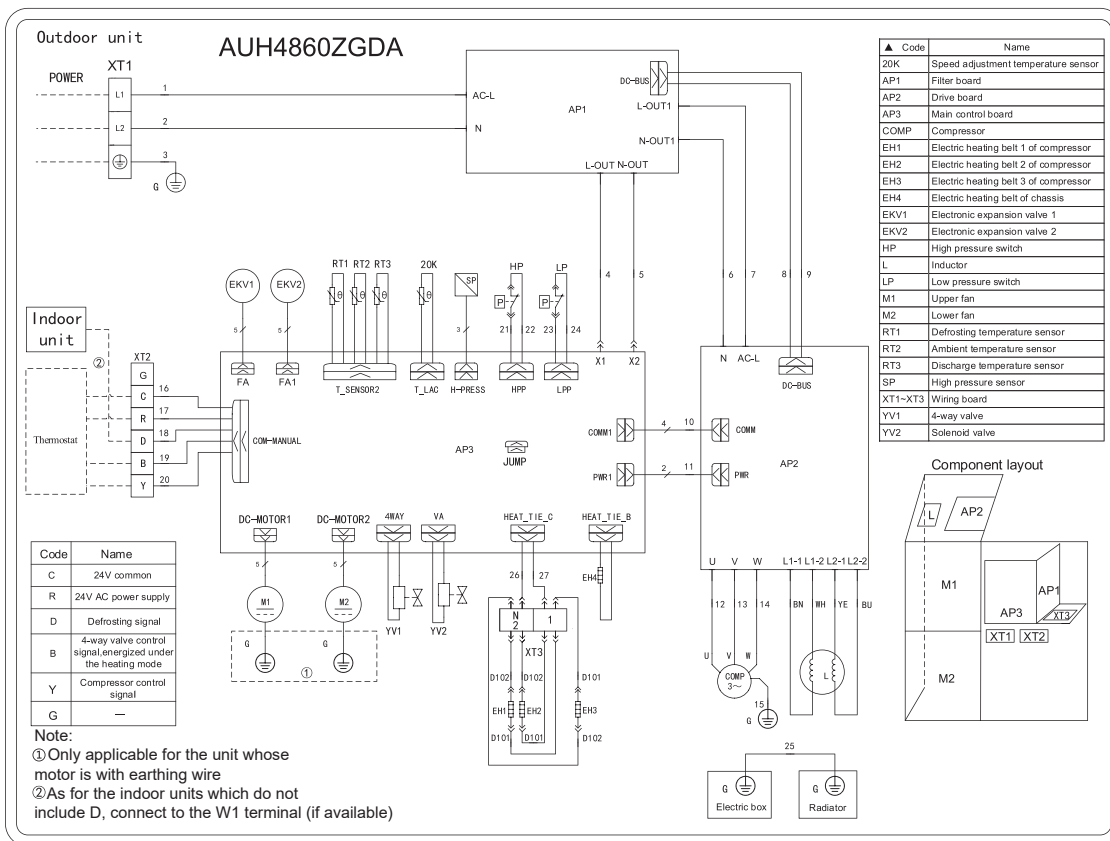 Outdoor unit
AUH4860ZGDA
POWER
XT1
L1
1
L2
2
3
G
AC-L
N
AP1
DC-BUS
L-OUT1
N-OUT1
L-OUT N-OUT
4
5
6
7
8
9
▲ Code Name
20K Speed adjustment temperature sensor
AP1 Filter board
AP2 Drive board
AP3 Main control board
COMP Compressor
EH1 Electric heating belt 1 of compressor
EH2 Electric heating belt 2 of compressor
EH3 Electric heating belt 3 of compressor
EH4 Electric heating belt of chassis
EKV1 Electronic expansion valve 1
EKV2 Electronic expansion valve 2
HP High pressure switch
L Inductor
LP Low pressure switch
M1 Upper fan
M2 Lower fan
RT1 Defrosting temperature sensor
RT2 Ambient temperature sensor
RT3 Discharge temperature sensor
SP High pressure sensor
XT1~XT3 Wiring board
YV1 4-way valve
YV2 Solenoid valve
EKV1
EKV2
RT1 RT2 RT3
20K
SP
HP
LP
θ
θ
θ
θ
P
P
5
5
3
21
22
23
24
FA
FA1
T_SENSOR2
T_LAC
H-PRESS
HPP
LPP
X1
X2
Indoor
unit
②
Thermostat
XT2
G
C
16
R
17
D
18
B
19
Y
20
COM-MANUAL
AP3
JUMP
COMM1
4
10
COMM
PWR1
2
11
PWR
N AC-L
DC-BUS
AP2
U V W L1-1 L1-2 L2-1 L2-2
DC-MOTOR1
DC-MOTOR2
4WAY
VA
HEAT_TIE_C
HEAT_TIE_B
5
5
M1
M2
G
G
①
YV1
YV2
26
27
EH4
N
2
1
XT3
D102
D102
D101
EH1
EH2
EH3
D101
D101
D102
12
13
14
BN
WH
YE
BU
U
V
W
COMP
3～
15
G
L
25
G
Electric box
G
Radiator
Component layout
L
AP2
M1
AP1
AP3
XT3
XT1
XT2
M2
Code Name
C 24V common
R 24V AC power supply
D Defrosting signal
B 4-way valve control
signal,energized under
the heating mode
Y Compressor control
signal
G —
Note:
①Only applicable for the unit whose
motor is with earthing wire
②As for the indoor units which do not
include D, connect to the W1 terminal (if available)